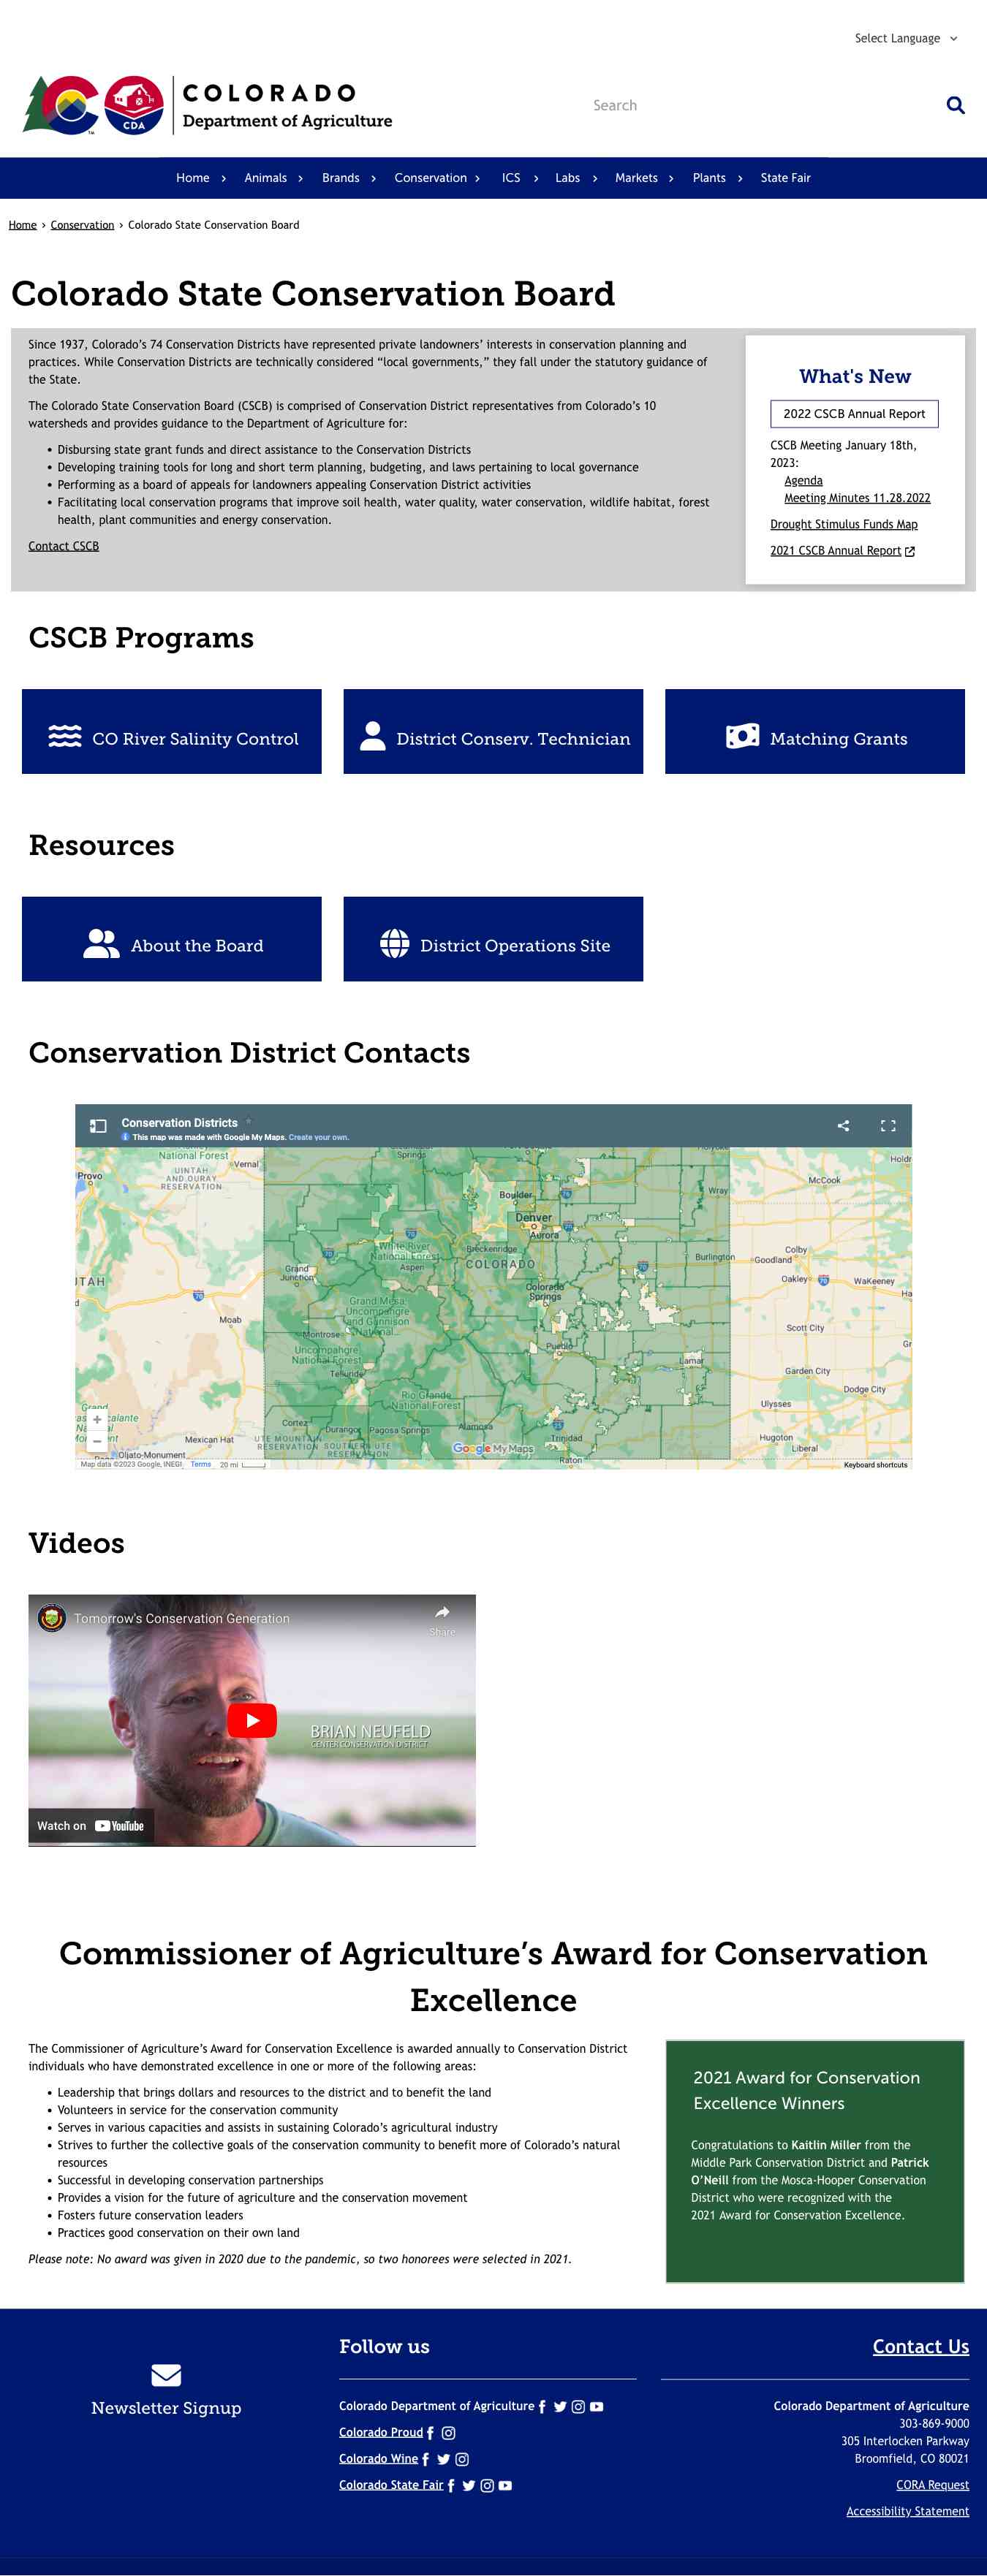 Select Language
COLORADO
Department of Agriculture
CDA
TM
Search
Home Animals Brands Conservation ICS Labs Markets Plants State Fair
Home › Conservation › Colorado State Conservation Board
Colorado State Conservation Board
Since 1937, Colorado’s 74 Conservation Districts have represented private landowners’ interests in conservation planning and
practices. While Conservation Districts are technically considered “local governments,” they fall under the statutory guidance of
the State.
The Colorado State Conservation Board (CSCB) is comprised of Conservation District representatives from Colorado’s 10
watersheds and provides guidance to the Department of Agriculture for:
• Disbursing state grant funds and direct assistance to the Conservation Districts
• Developing training tools for long and short term planning, budgeting, and laws pertaining to local governance
• Performing as a board of appeals for landowners appealing Conservation District activities
• Facilitating local conservation programs that improve soil health, water quality, water conservation, wildlife habitat, forest
health, plant communities and energy conservation.
Contact CSCB
What's New
2022 CSCB Annual Report
CSCB Meeting January 18th,
2023:
Agenda
Meeting Minutes 11.28.2022
Drought Stimulus Funds Map
2021 CSCB Annual Report
CSCB Programs
CO River Salinity Control
District Conserv. Technician
Matching Grants
Resources
About the Board
District Operations Site
Conservation District Contacts
Conservation Districts
This map was made with Google My Maps. Create your own.
National Forest
Vernal
Springs
Holdr
Provo
UINTAH
AND OURAY
RESERVATION
McCook
Boulder
Wray
Denver
Aurora
White River
National Forest
Breckenridge
Burlington
Colby
Goodland
Aspen
COLORADO
Grand
Junction
UTAH
Oakley
WaKeeney
Colorado
Springs
Grand Mesa,
Uncompahgre
and Gunnison
National...
Moab
Montrose
Scott City
Pueblo
Uncompahgre
National Forest
Lamar
Telluride
Garden City
Dodge City
Rio Grande
National Forest
Ulysses
Cortez
Durango
Pagosa Springs
Alamosa
Mexican Hat
UTE MOUNTAIN
RESERVATION
SOUTHERN UTE
RESERVATION
Google My Maps
Trinidad
Hugoton
Liberal
Oljato-Monument
Raton
Map data ©2023 Google, INEGI Terms 20 mi
Keyboard shortcuts
Videos
Tomorrow's Conservation Generation
Share
BRIAN NEUFELD
CENTER CONSERVATION DISTRICT
Watch on YouTube
Commissioner of Agriculture’s Award for Conservation
Excellence
The Commissioner of Agriculture’s Award for Conservation Excellence is awarded annually to Conservation District
individuals who have demonstrated excellence in one or more of the following areas:
• Leadership that brings dollars and resources to the district and to benefit the land
• Volunteers in service for the conservation community
• Serves in various capacities and assists in sustaining Colorado’s agricultural industry
• Strives to further the collective goals of the conservation community to benefit more of Colorado’s natural
resources
• Successful in developing conservation partnerships
• Provides a vision for the future of agriculture and the conservation movement
• Fosters future conservation leaders
• Practices good conservation on their own land
Please note: No award was given in 2020 due to the pandemic, so two honorees were selected in 2021.
2021 Award for Conservation
Excellence Winners
Congratulations to Kaitlin Miller from the
Middle Park Conservation District and Patrick
O’Neill from the Mosca-Hooper Conservation
District who were recognized with the
2021 Award for Conservation Excellence.
Newsletter Signup
Follow us
Colorado Department of Agriculture
Colorado Proud
Colorado Wine
Colorado State Fair
Contact Us
Colorado Department of Agriculture
303-869-9000
305 Interlocken Parkway
Broomfield, CO 80021
CORA Request
Accessibility Statement